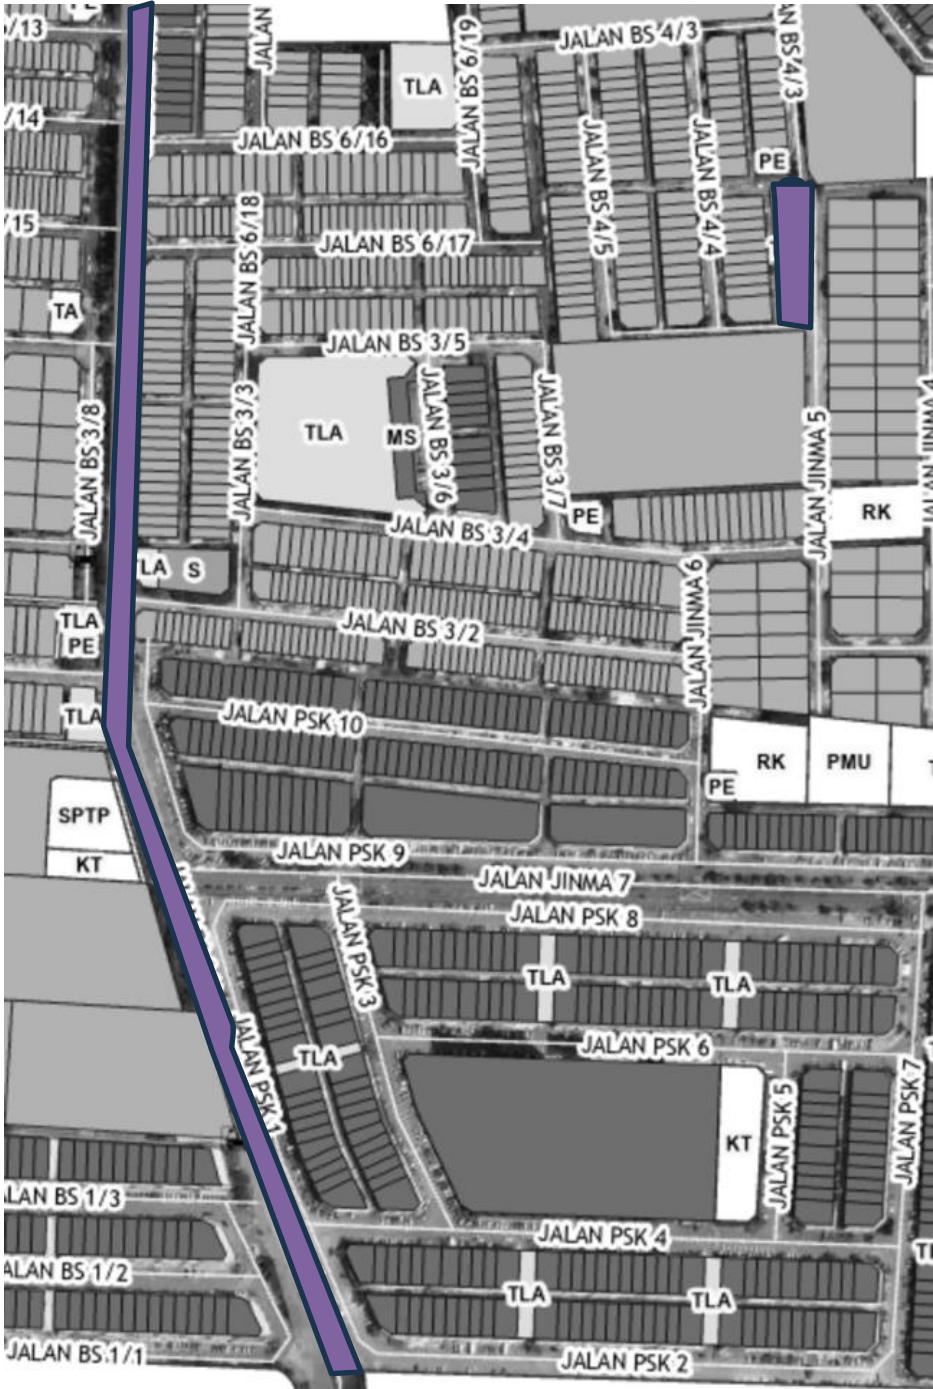 /13
JALAN
JALAN BS 6/19
JALAN BS 4/3
JALAN BS 4/3
TLA
/14
JALAN BS 6/16
JALAN BS 4/5
JALAN BS 4/4
PE
/15
JALAN BS 6/18
JALAN BS 6/17
TA
JALAN BS 3/5
JALAN BS 3/8
JALAN BS 3/3
TLA
MS
JALAN BS 3/6
JALAN BS 3/7
JALAN JINMA 5
RK
PE
JALAN BS 3/4
TLA
S
JALAN JINMA 6
TLA
PE
JALAN BS 3/2
TLA
JALAN PSK 10
RK
PMU
PE
SPTP
KT
JALAN PSK 9
JALAN JINMA 7
JALAN PSK 8
JALAN PSK 3
TLA
TLA
JALAN PSK 1
TLA
JALAN PSK 6
JALAN PSK 5
JALAN PSK 7
KT
JALAN BS 1/3
JALAN PSK 4
JALAN BS 1/2
TLA
TLA
JALAN BS 1/1
JALAN PSK 2